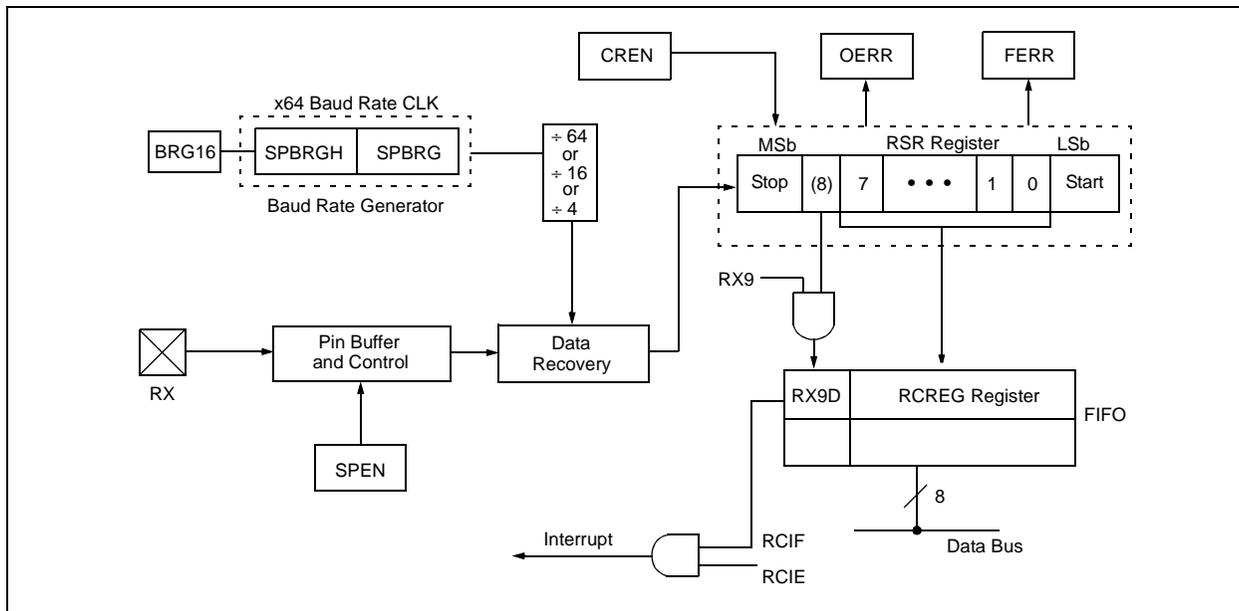 CREN
OERR
FERR
x64 Baud Rate CLK
BRG16
SPBRGH
SPBRG
Baud Rate Generator
÷ 64
or
÷ 16
or
÷ 4
MSb
RSR Register
LSb
Stop
(8)
7
• • •
1
0
Start
RX9
RX
Pin Buffer
and Control
Data
Recovery
SPEN
RX9D
RCREG Register
FIFO
8
Data Bus
Interrupt
RCIF
RCIE